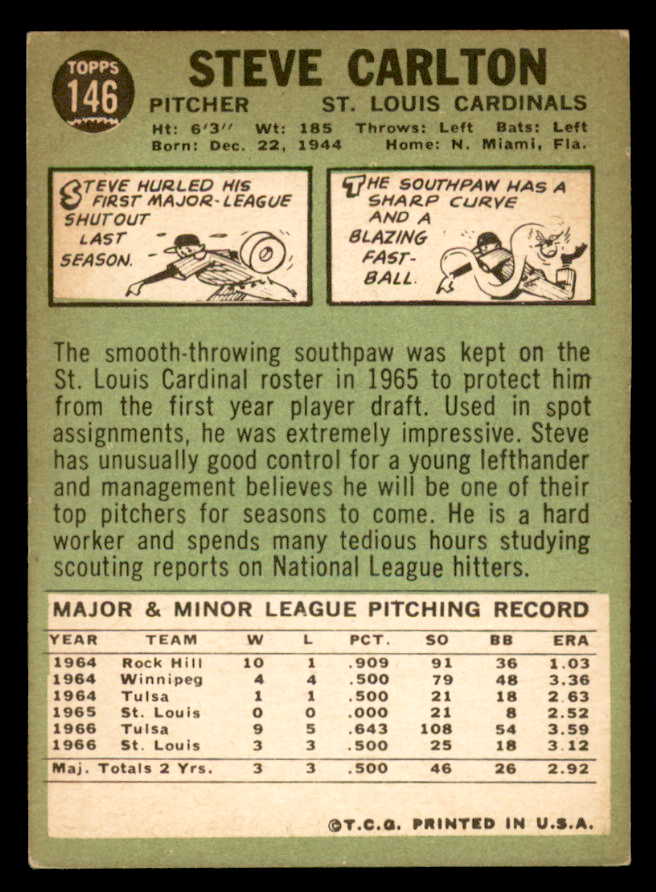 TOPPS
146
STEVE CARLTON
PITCHER ST. LOUIS CARDINALS
Ht: 6'3" Wt: 185 Throws: Left Bats: Left
Born: Dec. 22, 1944 Home: N. Miami, Fla.
STEVE HURLED HIS
FIRST MAJOR-LEAGUE
SHUTOUT
LAST
SEASON.
THE SOUTHPAW HAS A
SHARP CURVE
AND A
BLAZING
FAST-
BALL.
The smooth-throwing southpaw was kept on the
St. Louis Cardinal roster in 1965 to protect him
from the first year player draft. Used in spot
assignments, he was extremely impressive. Steve
has unusually good control for a young lefthander
and management believes he will be one of their
top pitchers for seasons to come. He is a hard
worker and spends many tedious hours studying
scouting reports on National League hitters.
MAJOR & MINOR LEAGUE PITCHING RECORD
YEAR TEAM W L PCT. SO BB ERA
1964 Rock Hill 10 1 .909 91 36 1.03
1964 Winnipeg 4 4 .500 79 48 3.36
1964 Tulsa 1 1 .500 21 18 2.63
1965 St. Louis 0 0 .000 21 8 2.52
1966 Tulsa 9 5 .643 108 54 3.59
1966 St. Louis 3 3 .500 25 18 3.12
Maj. Totals 2 Yrs. 3 3 .500 46 26 2.92
©T.C.G. PRINTED IN U.S.A.